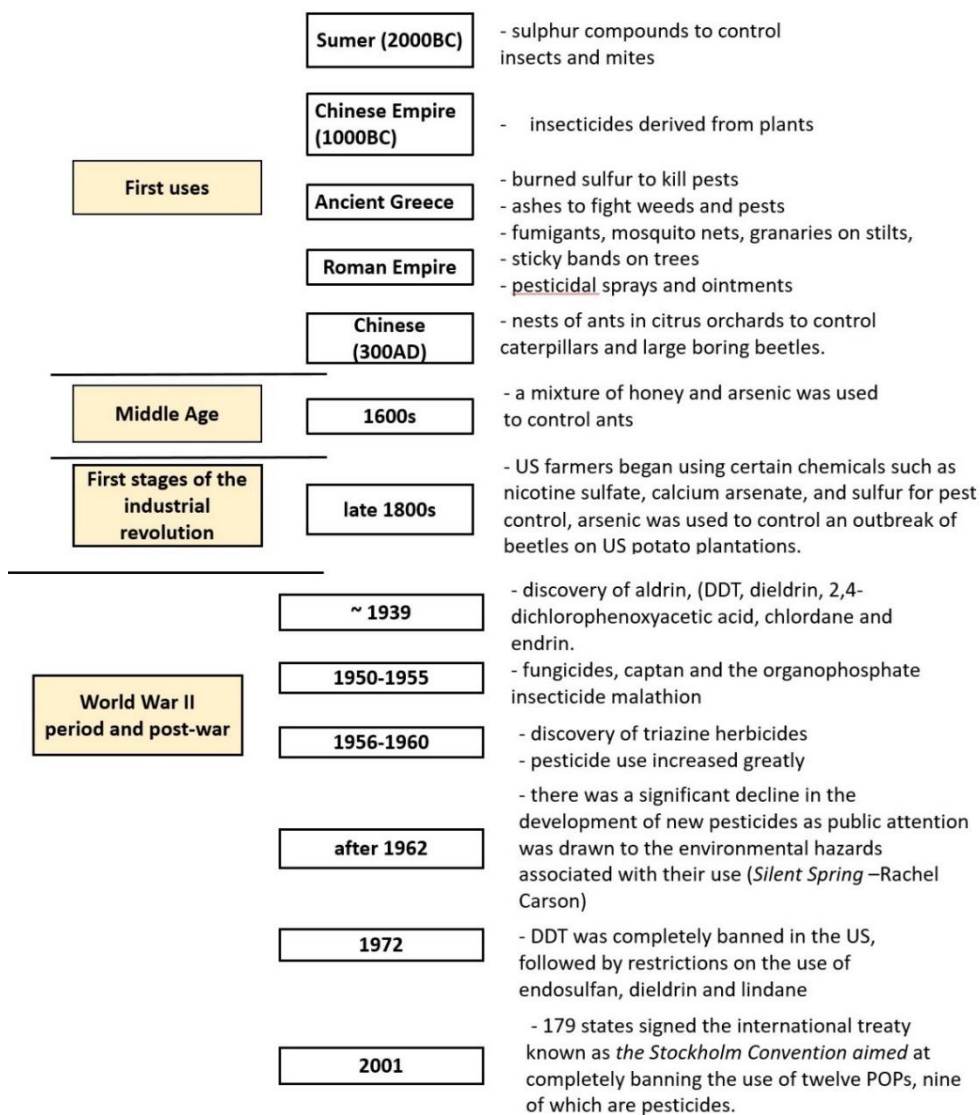 Sumer (2000BC)
- sulphur compounds to control
insects and mites
Chinese Empire
(1000BC)
- insecticides derived from plants
First uses
Ancient Greece
- burned sulfur to kill pests
- ashes to fight weeds and pests
- fumigants, mosquito nets, granaries on stilts,
Roman Empire
- sticky bands on trees
- pesticidal sprays and ointments
Chinese
(300AD)
- nests of ants in citrus orchards to control
caterpillars and large boring beetles.
Middle Age
1600s
- a mixture of honey and arsenic was used
to control ants
First stages of the
industrial
revolution
late 1800s
- US farmers began using certain chemicals such as
nicotine sulfate, calcium arsenate, and sulfur for pest
control, arsenic was used to control an outbreak of
beetles on US potato plantations.
World War II
period and post-war
~ 1939
- discovery of aldrin, (DDT, dieldrin, 2,4-
dichlorophenoxyacetic acid, chlordane and
endrin.
1950-1955
- fungicides, captan and the organophosphate
insecticide malathion
1956-1960
- discovery of triazine herbicides
- pesticide use increased greatly
after 1962
- there was a significant decline in the
development of new pesticides as public attention
was drawn to the environmental hazards
associated with their use (Silent Spring –Rachel
Carson)
1972
- DDT was completely banned in the US,
followed by restrictions on the use of
endosulfan, dieldrin and lindane
2001
- 179 states signed the international treaty
known as the Stockholm Convention aimed at
completely banning the use of twelve POPs, nine
of which are pesticides.